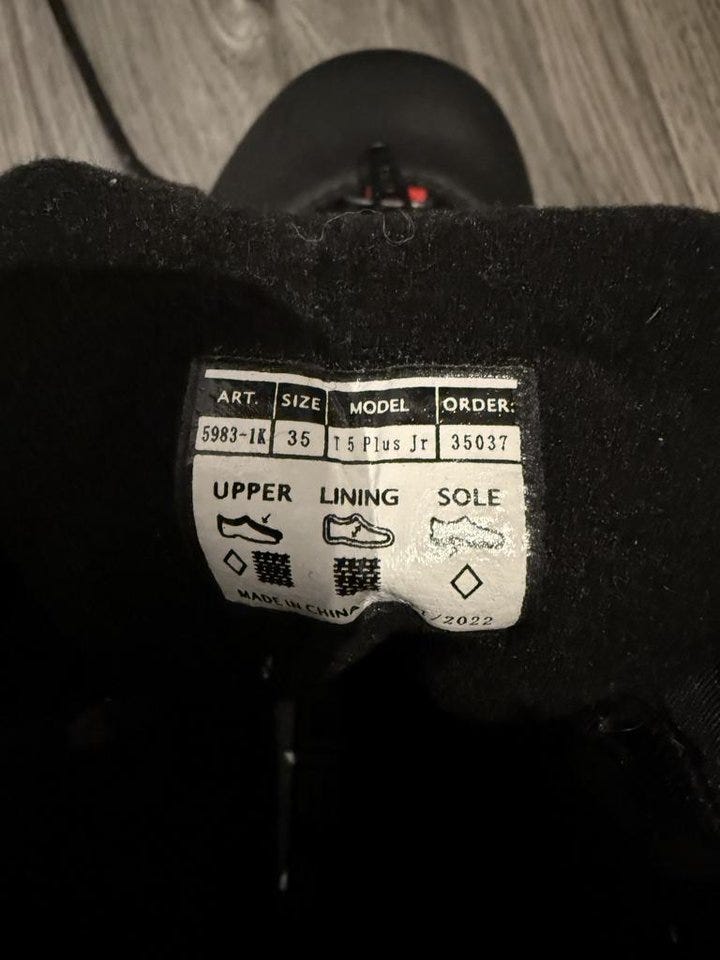 ART. SIZE MODEL ORDER:
5983-1K 35 T 5 Plus Jr 35037
UPPER LINING SOLE
MADE IN CHINA /2022